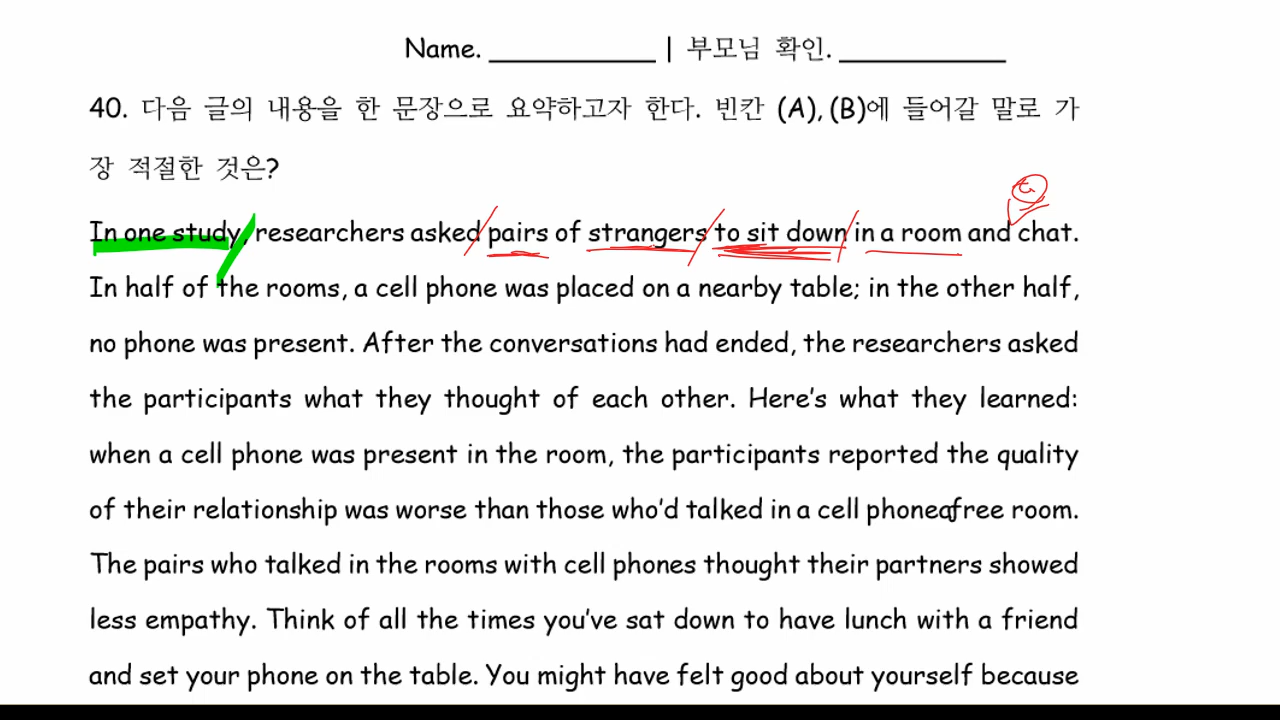 Name. ____________ | 부모님 확인. ____________
40. 다음 글의 내용을 한 문장으로 요약하고자 한다. 빈칸 (A), (B)에 들어갈 말로 가
장 적절한 것은?
In one study, researchers asked pairs of strangers to sit down in a room and chat.
In half of the rooms, a cell phone was placed on a nearby table; in the other half,
no phone was present. After the conversations had ended, the researchers asked
the participants what they thought of each other. Here's what they learned:
when a cell phone was present in the room, the participants reported the quality
of their relationship was worse than those who'd talked in a cell phoneafree room.
The pairs who talked in the rooms with cell phones thought their partners showed
less empathy. Think of all the times you've sat down to have lunch with a friend
and set your phone on the table. You might have felt good about yourself because